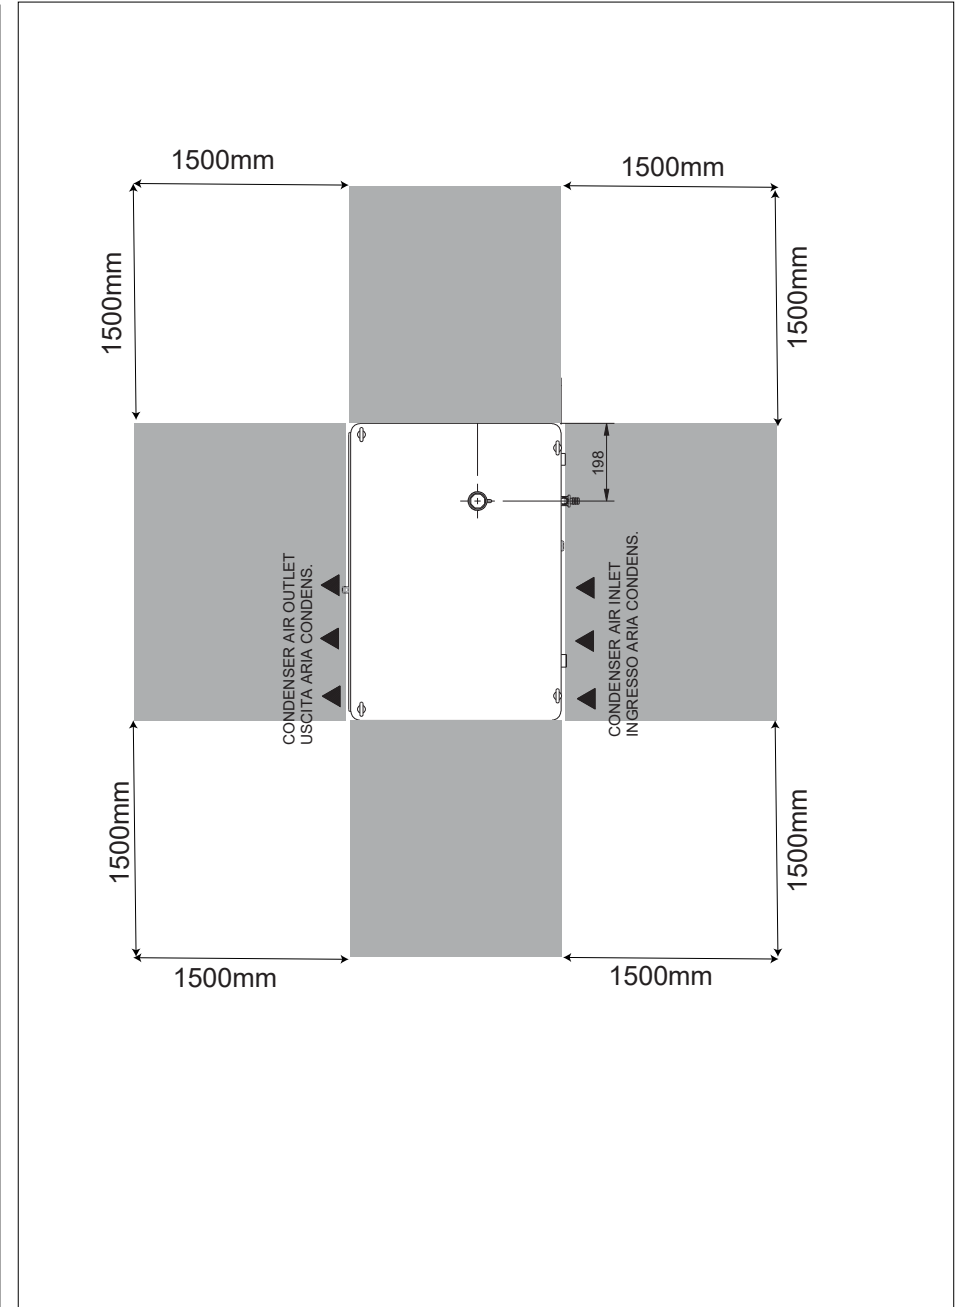 1500mm
1500mm
1500mm
1500mm
198
CONDENSER AIR OUTLET
USCITA ARIA CONDENS.
CONDENSER AIR INLET
INGRESSO ARIA CONDENS.
1500mm
1500mm
1500mm
1500mm